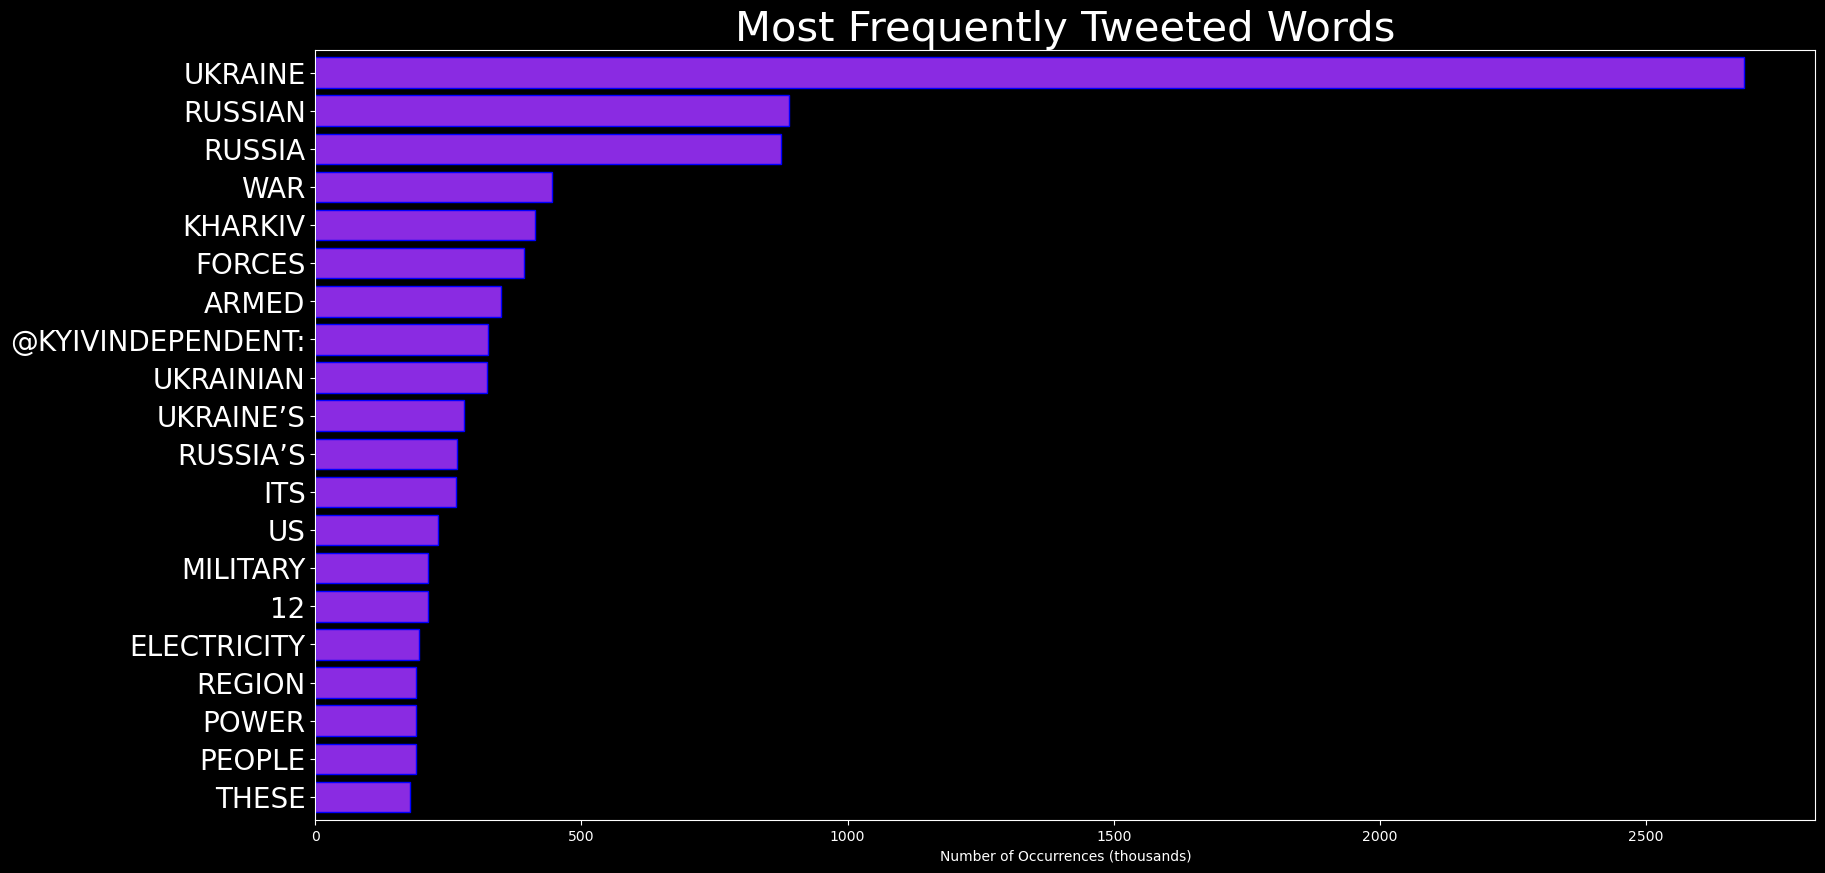 Most Frequently Tweeted Words
UKRAINE
RUSSIAN
RUSSIA
WAR
KHARKIV
FORCES
ARMED
@KYIVINDEPENDENT:
UKRAINIAN
UKRAINE’S
RUSSIA’S
ITS
US
MILITARY
12
ELECTRICITY
REGION
POWER
PEOPLE
THESE
0 500 1000 1500 2000 2500
Number of Occurrences (thousands)